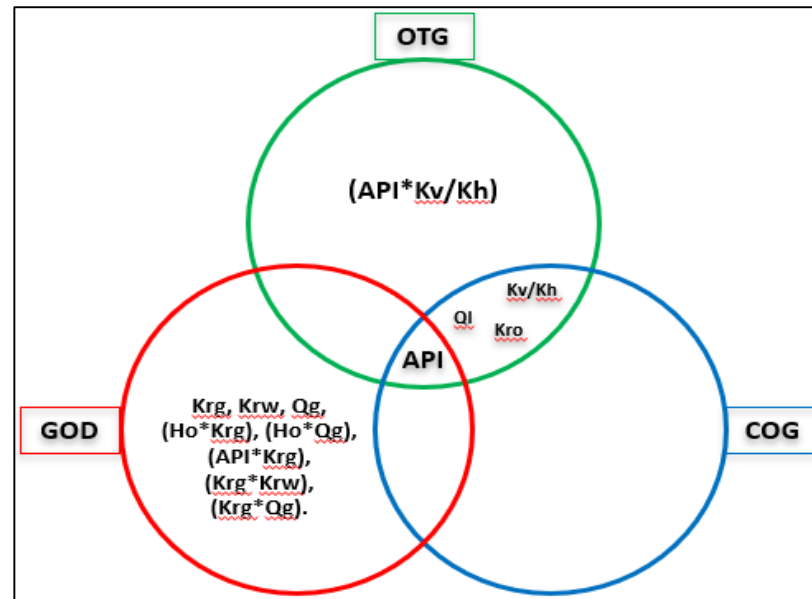 OTG
(API*Kv/Kh)
Kv/Kh
Ql
Kro
API
GOD
Krg, Krw, Qg,
(Ho*Krg), (Ho*Qg),
(API*Krg),
(Krg*Krw),
(Krg*Qg).
COG